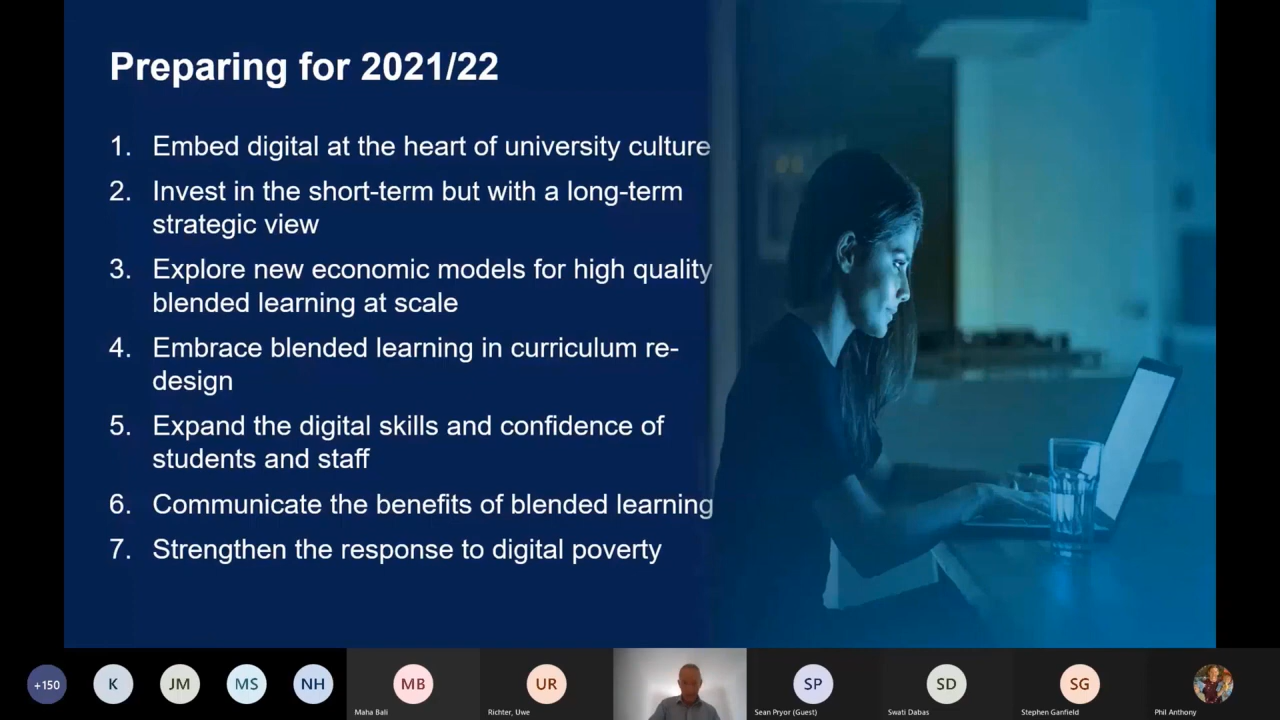 Preparing for 2021/22
1. Embed digital at the heart of university culture
2. Invest in the short-term but with a long-term
strategic view
3. Explore new economic models for high quality
blended learning at scale
4. Embrace blended learning in curriculum re-
design
5. Expand the digital skills and confidence of
students and staff
6. Communicate the benefits of blended learning
7. Strengthen the response to digital poverty
+150
K
JM
MS
NH
MB
UR
SP
SD
SG
Maha Bali
Richter, Uwe
Sean Pryor (Guest)
Swati Dabas
Stephen Ganfield
Phil Anthony